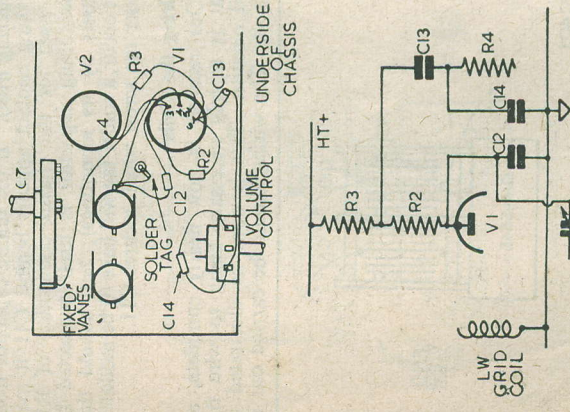 C7
V2
4
R3
V1
C13
R2
C12
SOLDER
TAG
FIXED
VANES
C14
VOLUME
CONTROL
UNDERSIDE
OF
CHASSIS
HT+
C13
R4
C14
C12
R3
R2
V1
LW
GRID
COIL